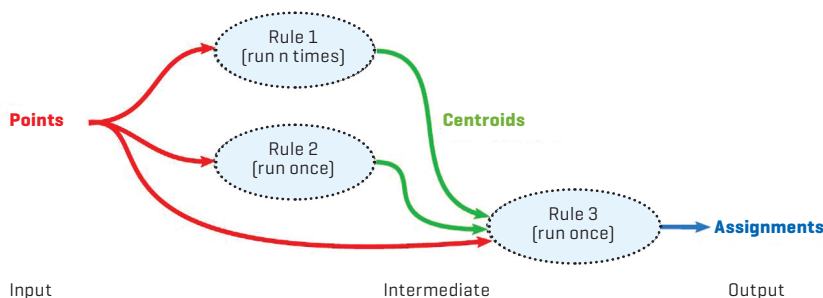 Rule 1
(run n times)
Points
Centroids
Rule 2
(run once)
Rule 3
(run once)
Assignments
Input
Intermediate
Output